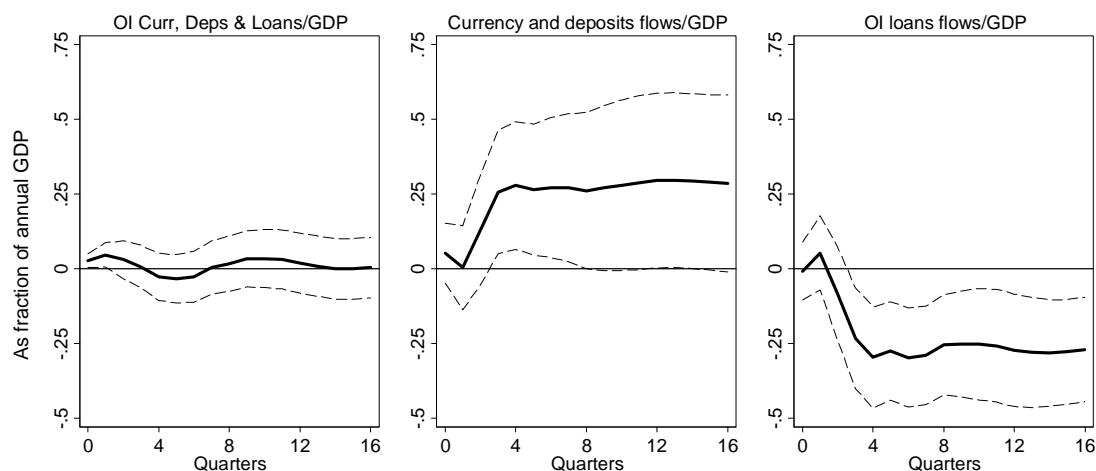 OI Curr, Deps & Loans/GDP
Currency and deposits flows/GDP
OI loans flows/GDP
As fraction of annual GDP
.75
.5
.25
0
-.25
-.5
0 4 8 12 16
Quarters
.75
.5
.25
0
-.25
-.5
0 4 8 12 16
Quarters
.75
.5
.25
0
-.25
-.5
0 4 8 12 16
Quarters